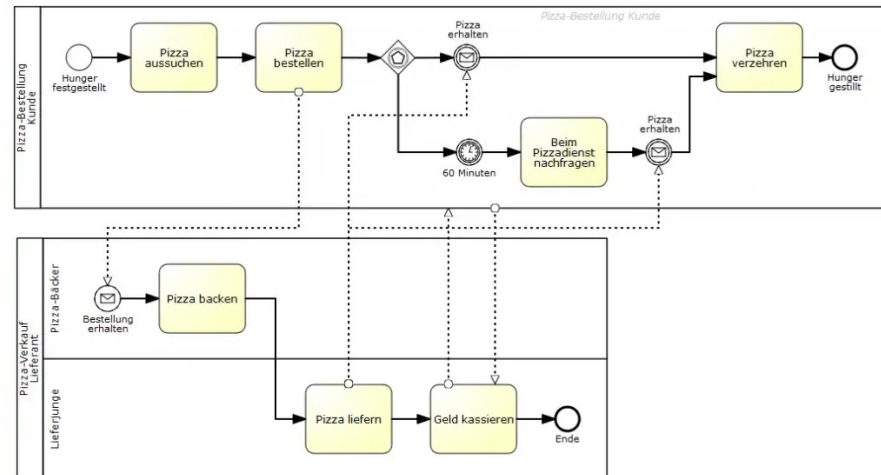 Pizza-Bestellung Kunde
Pizza-Bestellung
Kunde
Hunger
festgestellt
Pizza
aussuchen
Pizza
bestellen
Pizza
erhalten
Pizza
verzehren
Hunger
gestillt
60 Minuten
Beim
Pizzadienst
nachfragen
Pizza
erhalten
Pizza-Verkauf
Lieferant
Pizza-Bäcker
Bestellung
erhalten
Pizza backen
Lieferjunge
Pizza liefern
Geld kassieren
Ende